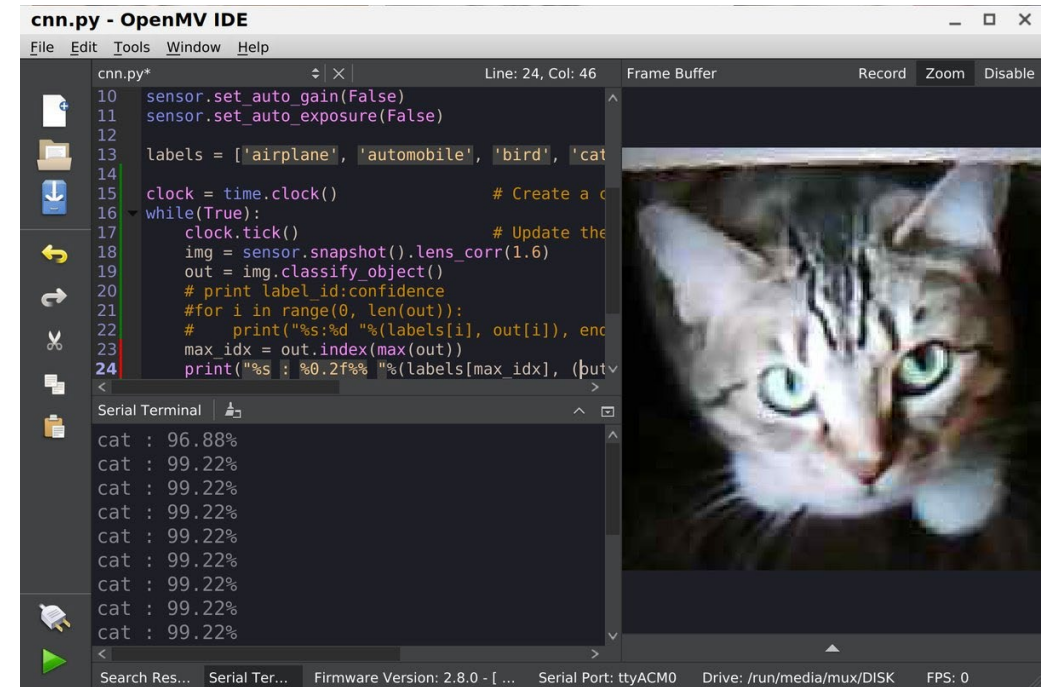 cnn.py - OpenMV IDE
File Edit Tools Window Help
cnn.py* Line: 24, Col: 46
10 sensor.set_auto_gain(False)
11 sensor.set_auto_exposure(False)
12
13 labels = ['airplane', 'automobile', 'bird', 'cat
14
15 clock = time.clock() # Create a c
16 while(True):
17 clock.tick() # Update the
18 img = sensor.snapshot().lens_corr(1.6)
19 out = img.classify_object()
20 # print label_id:confidence
21 #for i in range(0, len(out)):
22 # print("%s:%d "%(labels[i], out[i]), end
23 max_idx = out.index(max(out))
24 print("%s : %0.2f%% "%(labels[max_idx], (out
Serial Terminal
cat : 96.88%
cat : 99.22%
cat : 99.22%
cat : 99.22%
cat : 99.22%
cat : 99.22%
cat : 99.22%
cat : 99.22%
cat : 99.22%
Frame Buffer Record Zoom Disable
Search Res... Serial Ter... Firmware Version: 2.8.0 - [ ... Serial Port: ttyACM0 Drive: /run/media/mux/DISK FPS: 0